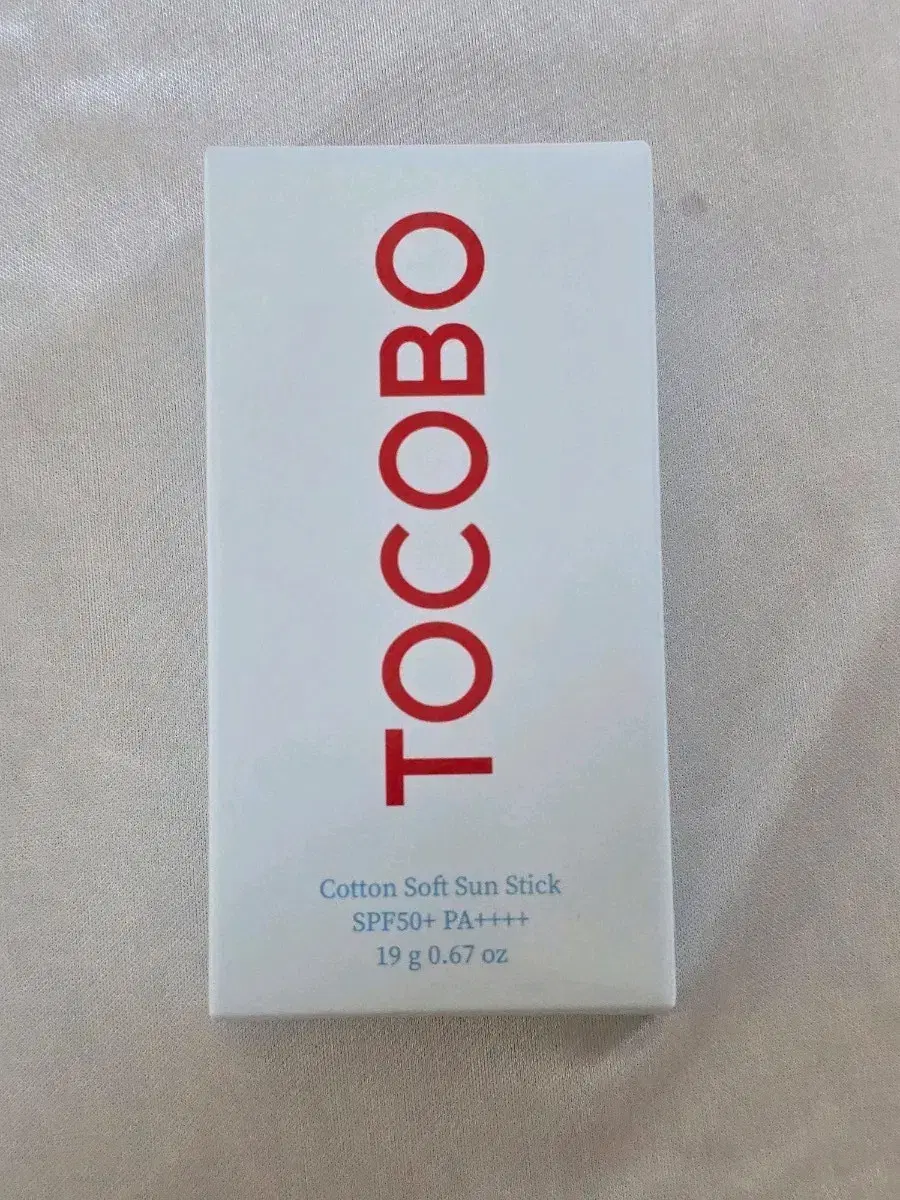 TOCOBO
Cotton Soft Sun Stick
SPF50+ PA++++
19 g 0.67 oz